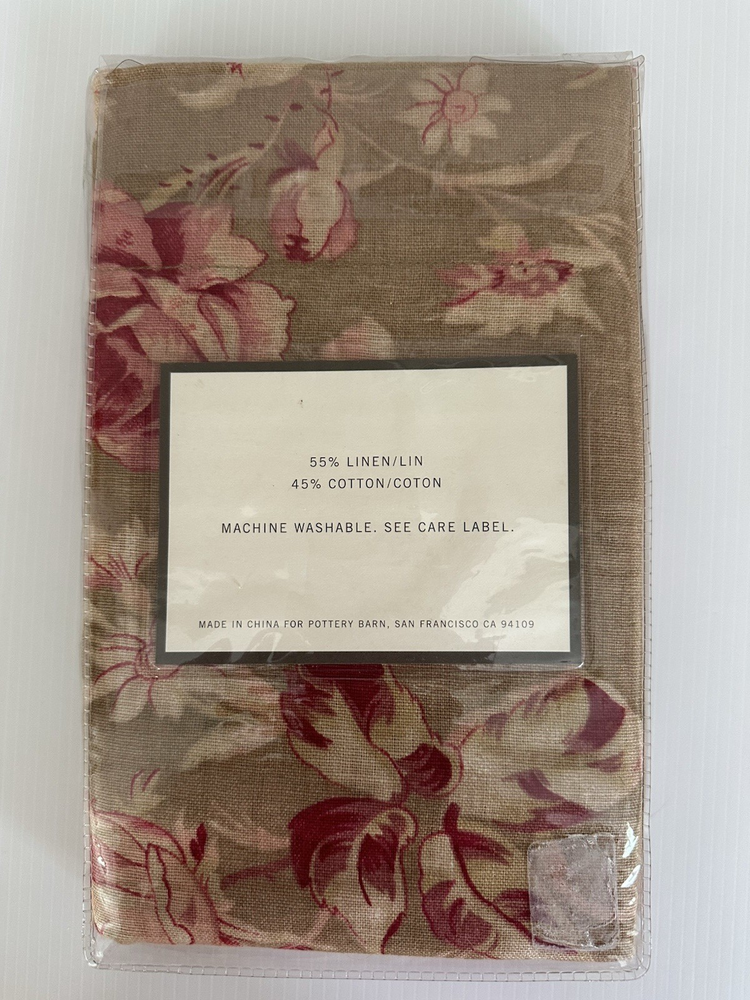 55% LINEN/LIN
45% COTTON/COTON
MACHINE WASHABLE. SEE CARE LABEL.
MADE IN CHINA FOR POTTERY BARN, SAN FRANCISCO CA 94109